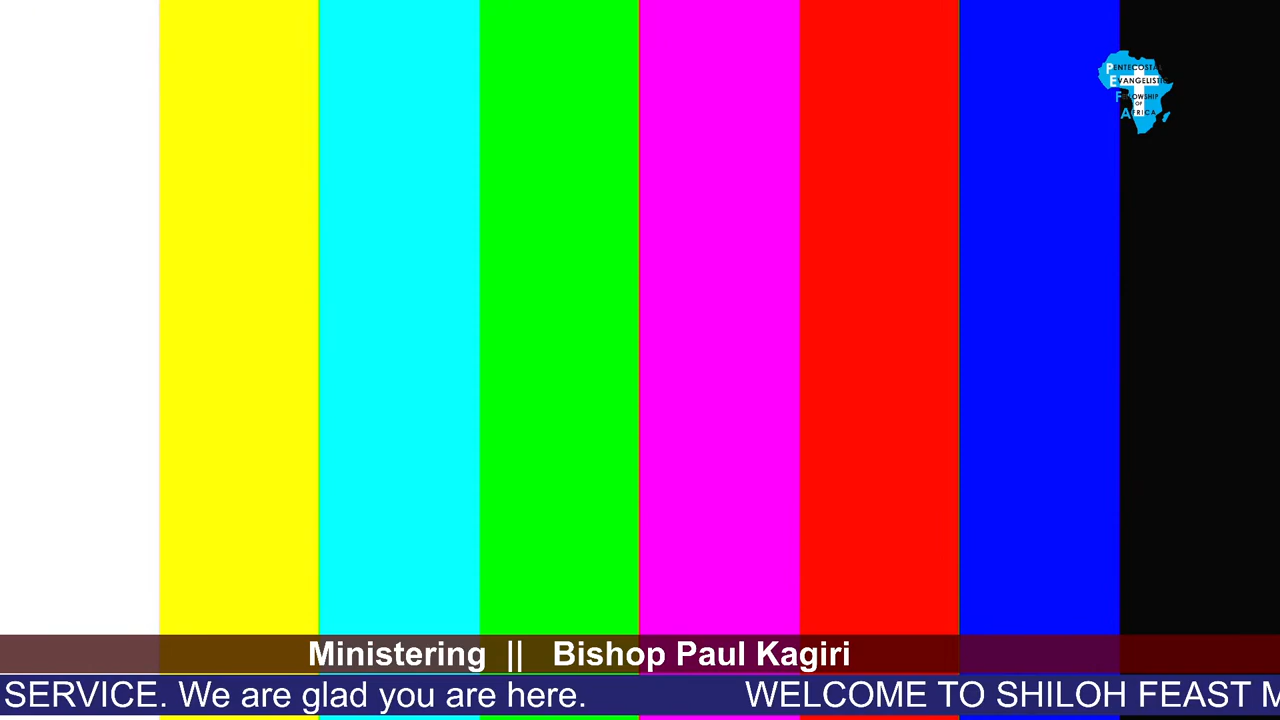 PENTECOSTAL
EVANGELISTIC
FELLOWSHIP
OF
AFRICA
Ministering || Bishop Paul Kagiri
SERVICE. We are glad you are here. WELCOME TO SHILOH FEAST M